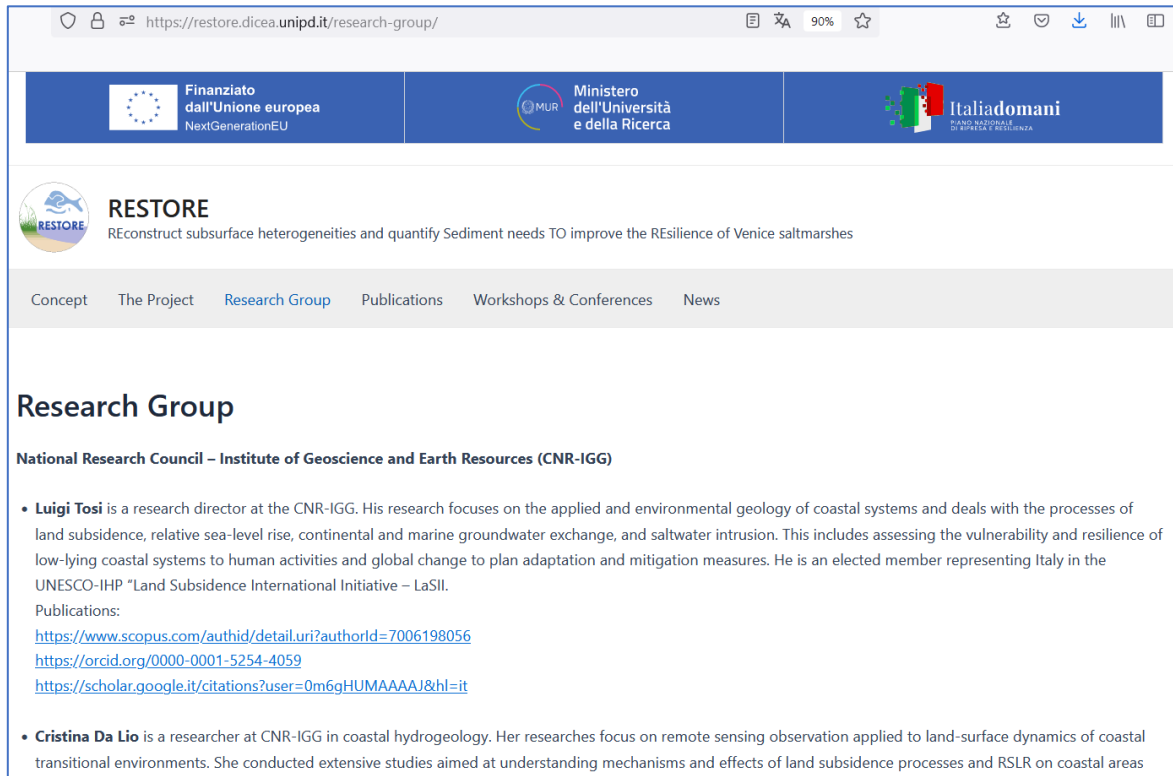 https://restore.dicea.unipd.it/research-group/
90%
Finanziato
dall'Unione europea
NextGenerationEU
MUR
Ministero
dell'Università
e della Ricerca
Italiadomani
PIANO NAZIONALE
DI RIPRESA E RESILIENZA
RESTORE
RESTORE
REconstruct subsurface heterogeneities and quantify Sediment needs TO improve the REsilience of Venice saltmarshes
Concept The Project Research Group Publications Workshops & Conferences News
Research Group
National Research Council – Institute of Geoscience and Earth Resources (CNR-IGG)
• Luigi Tosi is a research director at the CNR-IGG. His research focuses on the applied and environmental geology of coastal systems and deals with the processes of
land subsidence, relative sea-level rise, continental and marine groundwater exchange, and saltwater intrusion. This includes assessing the vulnerability and resilience of
low-lying coastal systems to human activities and global change to plan adaptation and mitigation measures. He is an elected member representing Italy in the
UNESCO-IHP “Land Subsidence International Initiative – LaSII.
Publications:
https://www.scopus.com/authid/detail.uri?authorId=7006198056
https://orcid.org/0000-0001-5254-4059
https://scholar.google.it/citations?user=0m6gHUMAAAAJ&hl=it
• Cristina Da Lio is a researcher at CNR-IGG in coastal hydrogeology. Her researches focus on remote sensing observation applied to land-surface dynamics of coastal
transitional environments. She conducted extensive studies aimed at understanding mechanisms and effects of land subsidence processes and RSLR on coastal areas